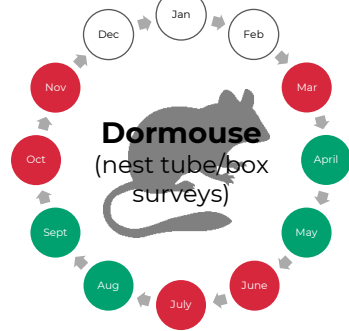 Jan
Feb
Mar
April
May
June
July
Aug
Sept
Oct
Nov
Dec
Dormouse
(nest tube/box
surveys)